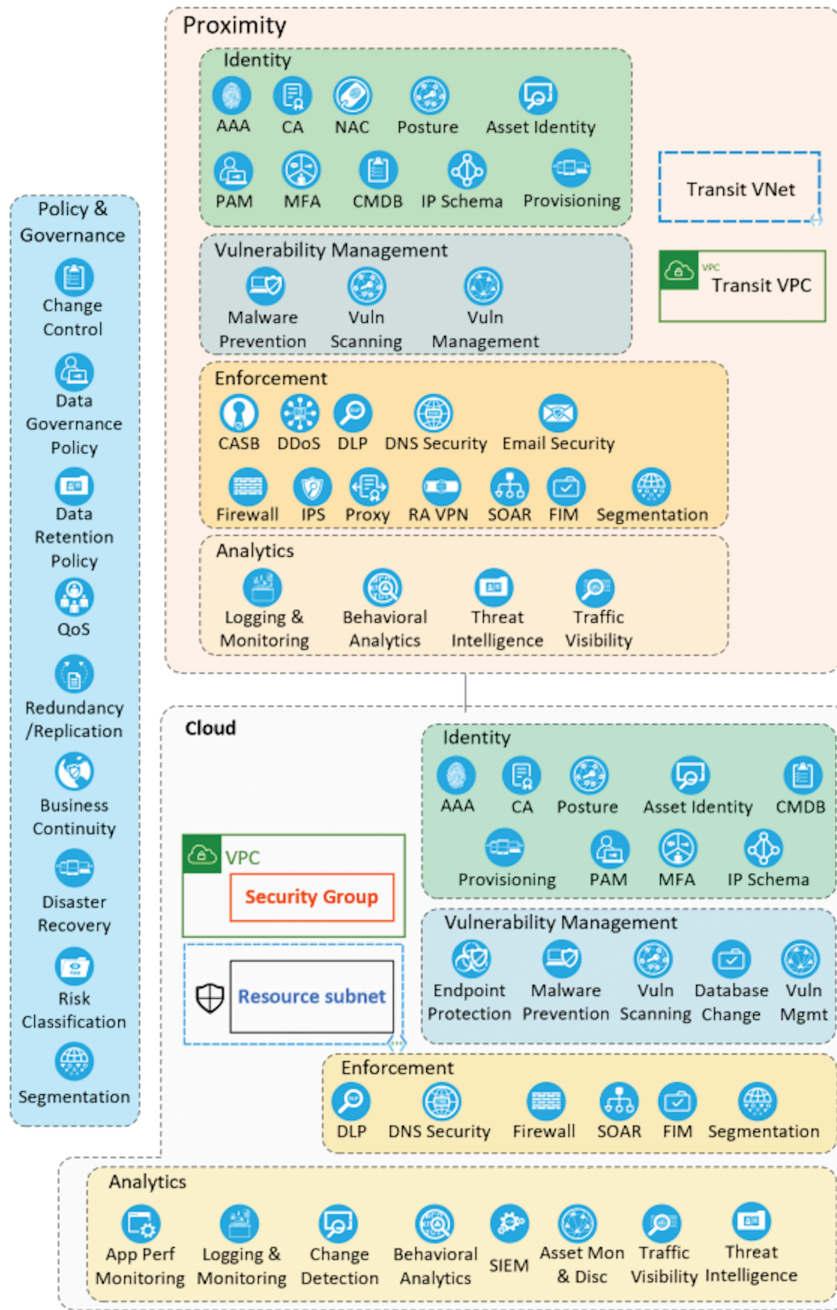 Proximity
Identity
AAA
CA
NAC
Posture
Asset Identity
PAM
MFA
CMDB
IP Schema
Provisioning
Transit VNet
VPC
Transit VPC
Vulnerability Management
Malware
Prevention
Vuln
Scanning
Vuln
Management
Enforcement
CASB
DDoS
DLP
DNS Security
Email Security
Firewall
IPS
Proxy
RA VPN
SOAR
FIM
Segmentation
Analytics
Logging &
Monitoring
Behavioral
Analytics
Threat
Intelligence
Traffic
Visibility
Policy &
Governance
Change
Control
Data
Governance
Policy
Data
Retention
Policy
QoS
Redundancy
/Replication
Business
Continuity
Disaster
Recovery
Risk
Classification
Segmentation
Cloud
VPC
Security Group
Resource subnet
Identity
AAA
CA
Posture
Asset Identity
CMDB
Provisioning
PAM
MFA
IP Schema
Vulnerability Management
Endpoint
Protection
Malware
Prevention
Vuln
Scanning
Database
Change
Vuln
Mgmt
Enforcement
DLP
DNS Security
Firewall
SOAR
FIM
Segmentation
Analytics
App Perf
Monitoring
Logging &
Monitoring
Change
Detection
Behavioral
Analytics
SIEM
Asset Mon
& Disc
Traffic
Visibility
Threat
Intelligence